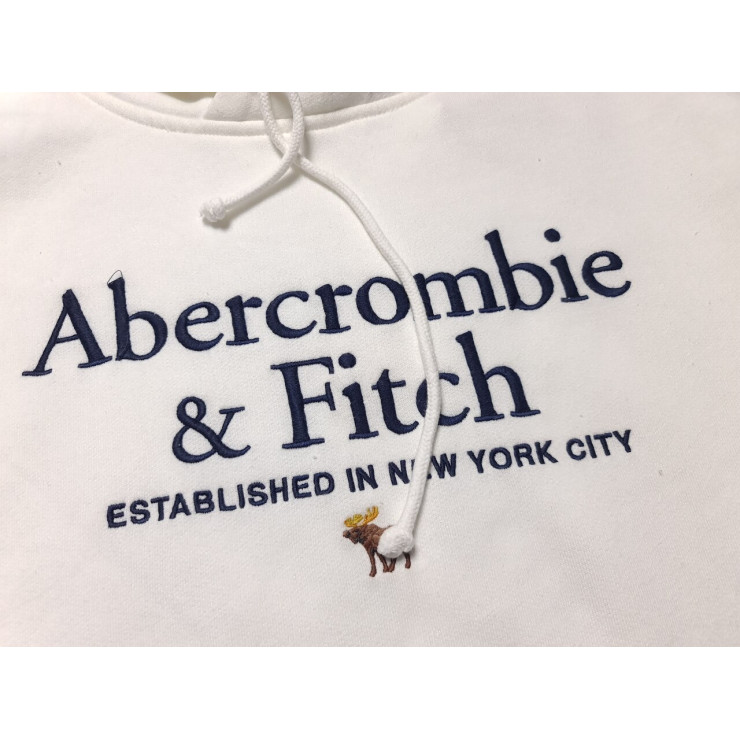 Abercrombie
& Fitch
ESTABLISHED IN NEW YORK CITY